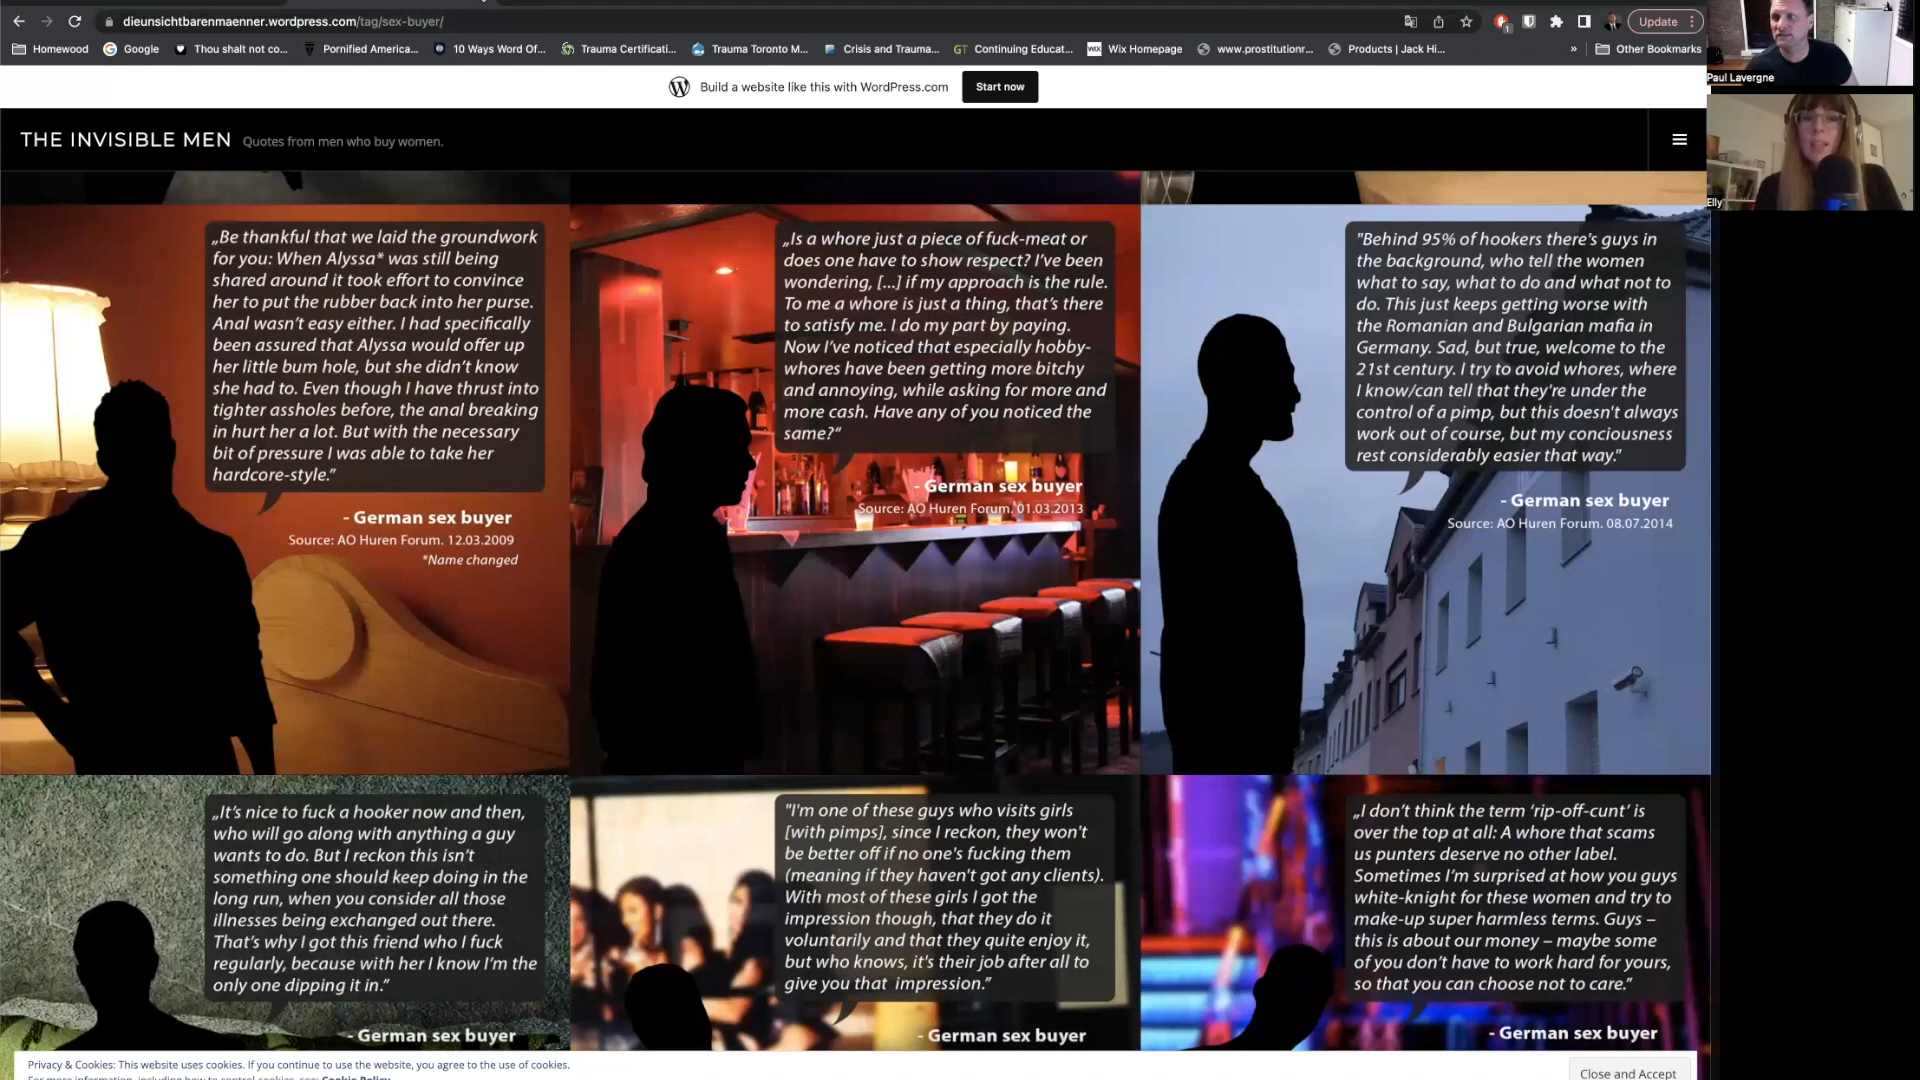 dieunsichtbarenmaenner.wordpress.com/tag/sex-buyer/
Update
Homewood
Google
Thou shalt not co...
Pornified America...
10 Ways Word Of...
Trauma Certificati...
Trauma Toronto M...
Crisis and Trauma...
Continuing Educat...
Wix Homepage
www.prostitutionr...
Products | Jack Hi...
»
Other Bookmarks
Paul Lavergne
Elly
Build a website like this with WordPress.com
Start now
THE INVISIBLE MEN
Quotes from men who buy women.
„Be thankful that we laid the groundwork
for you: When Alyssa* was still being
shared around it took effort to convince
her to put the rubber back into her purse.
Anal wasn't easy either. I had specifically
been assured that Alyssa would offer up
her little bum hole, but she didn't know
she had to. Even though I have thrust into
tighter assholes before, the anal breaking
in hurt her a lot. But with the necessary
bit of pressure I was able to take her
hardcore-style.”
- German sex buyer
Source: AO Huren Forum. 12.03.2009
*Name changed
„Is a whore just a piece of fuck-meat or
does one have to show respect? I've been
wondering, [...] if my approach is the rule.
To me a whore is just a thing, that's there
to satisfy me. I do my part by paying.
Now I've noticed that especially hobby-
whores have been getting more bitchy
and annoying, while asking for more and
more cash. Have any of you noticed the
same?“
- German sex buyer
Source: AO Huren Forum. 01.03.2013
"Behind 95% of hookers there's guys in
the background, who tell the women
what to say, what to do and what not to
do. This just keeps getting worse with
the Romanian and Bulgarian mafia in
Germany. Sad, but true, welcome to the
21st century. I try to avoid whores, where
I know/can tell that they're under the
control of a pimp, but this doesn't always
work out of course, but my conciousness
rest considerably easier that way."
- German sex buyer
Source: AO Huren Forum. 08.07.2014
„It's nice to fuck a hooker now and then,
who will go along with anything a guy
wants to do. But I reckon this isn't
something one should keep doing in the
long run, when you consider all those
illnesses being exchanged out there.
That's why I got this friend who I fuck
regularly, because with her I know I'm the
only one dipping it in.”
- German sex buyer
"I'm one of these guys who visits girls
[with pimps], since I reckon, they won't
be better off if no one's fucking them
(meaning if they haven't got any clients).
With most of these girls I got the
impression though, that they do it
voluntarily and that they quite enjoy it,
but who knows, it's their job after all to
give you that impression.”
- German sex buyer
„I don't think the term ‘rip-off-cunt’ is
over the top at all: A whore that scams
us punters deserve no other label.
Sometimes I'm surprised at how you guys
white-knight for these women and try to
make-up super harmless terms. Guys –
this is about our money – maybe some
of you don't have to work hard for yours,
so that you can choose not to care.”
- German sex buyer
Privacy & Cookies: This website uses cookies. If you continue to use the website, you agree to the use of cookies.
For more information, including how to control cookies, see: Cookie Policy
Close and Accept